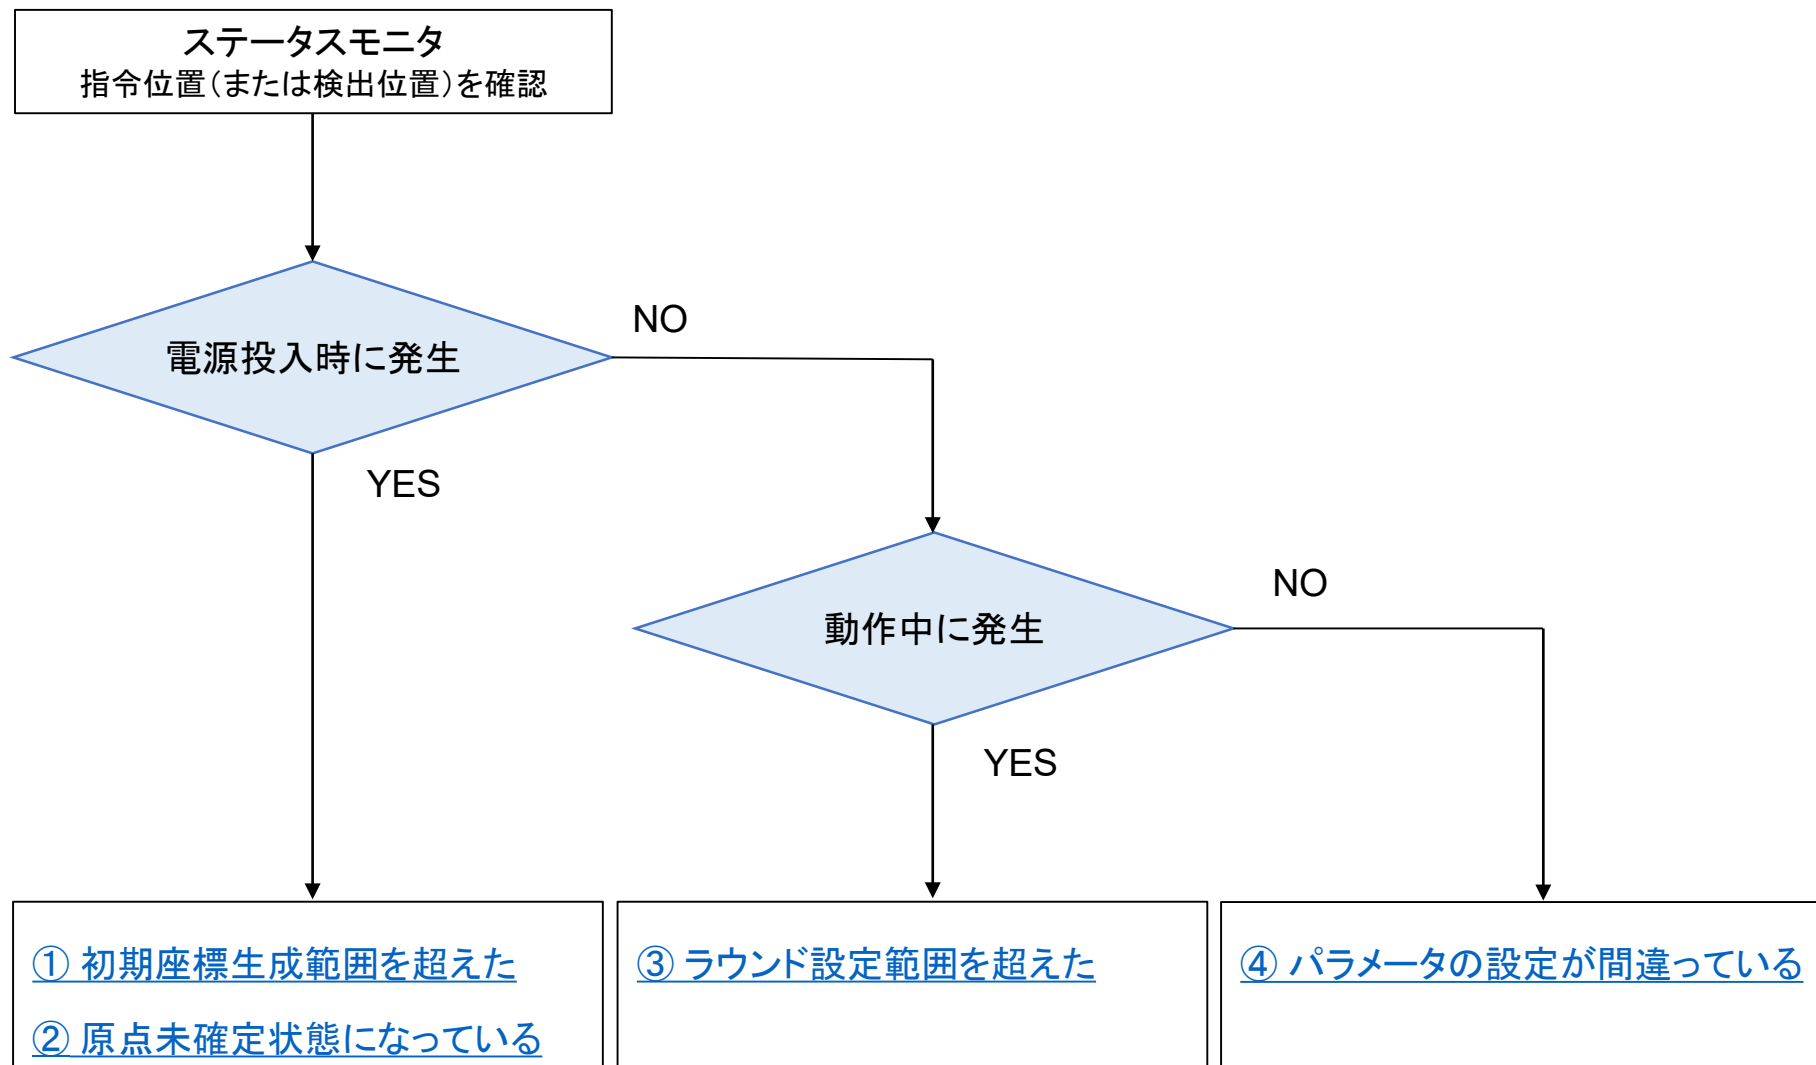 ステータスモニタ
指令位置（または検出位置）を確認
NO
電源投入時に発生
YES
NO
動作中に発生
YES
① 初期座標生成範囲を超えた
② 原点未確定状態になっている
③ ラウンド設定範囲を超えた
④ パラメータの設定が間違っている